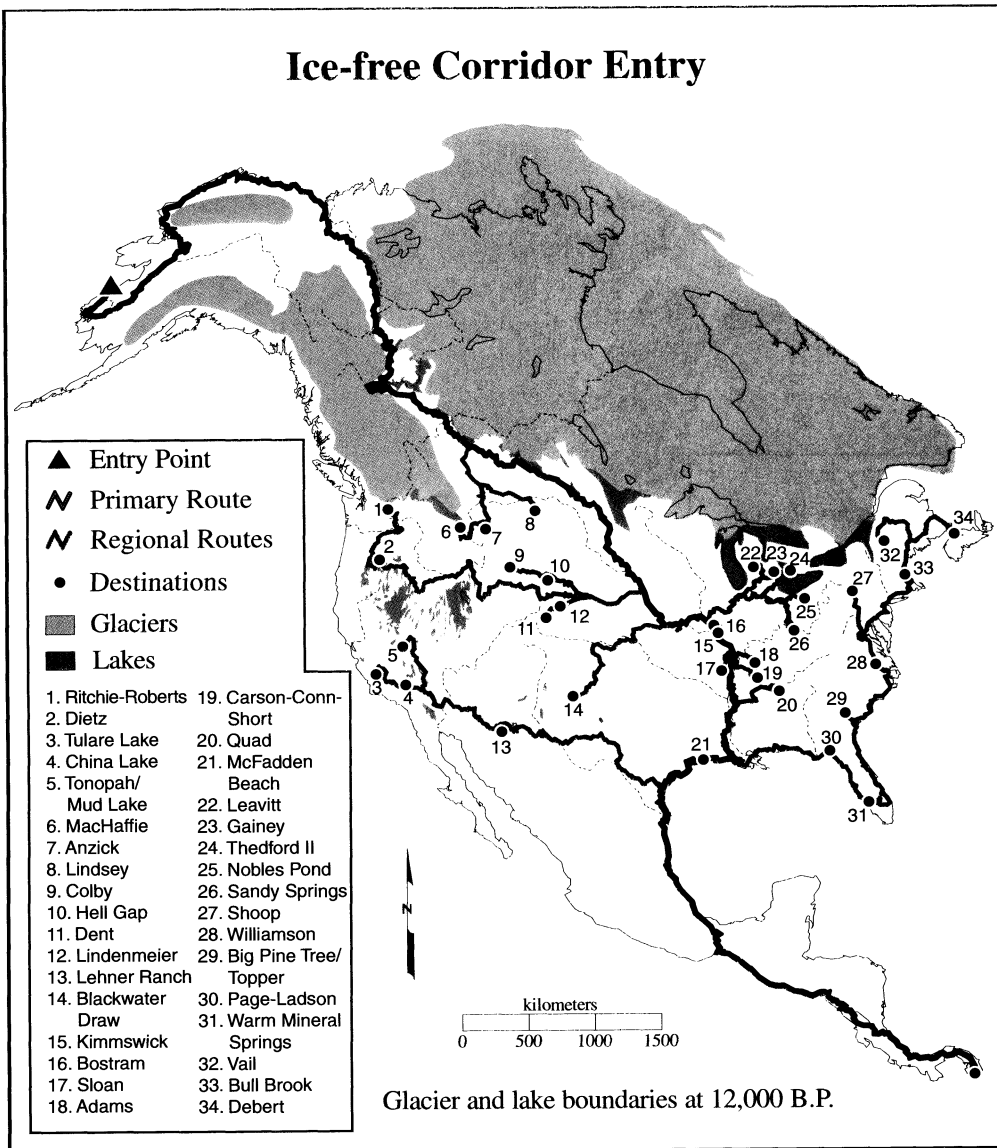 Ice-free Corridor Entry
Entry Point
Primary Route
Regional Routes
Destinations
Glaciers
Lakes
1. Ritchie-Roberts
2. Dietz
3. Tulare Lake
4. China Lake
5. Tonopah/
Mud Lake
6. MacHaffie
7. Anzick
8. Lindsey
9. Colby
10. Hell Gap
11. Dent
12. Lindenmeier
13. Lehner Ranch
14. Blackwater
Draw
15. Kimmswick
16. Bostram
17. Sloan
18. Adams
19. Carson-Conn-
Short
20. Quad
21. McFadden
Beach
22. Leavitt
23. Gainey
24. Thedford II
25. Nobles Pond
26. Sandy Springs
27. Shoop
28. Williamson
29. Big Pine Tree/
Topper
30. Page-Ladson
31. Warm Mineral
Springs
32. Vail
33. Bull Brook
34. Debert
1
2
3
4
5
6
7
8
9
10
11
12
13
14
15
16
17
18
19
20
21
22
23
24
25
26
27
28
29
30
31
32
33
34
N
kilometers
0 500 1000 1500
Glacier and lake boundaries at 12,000 B.P.